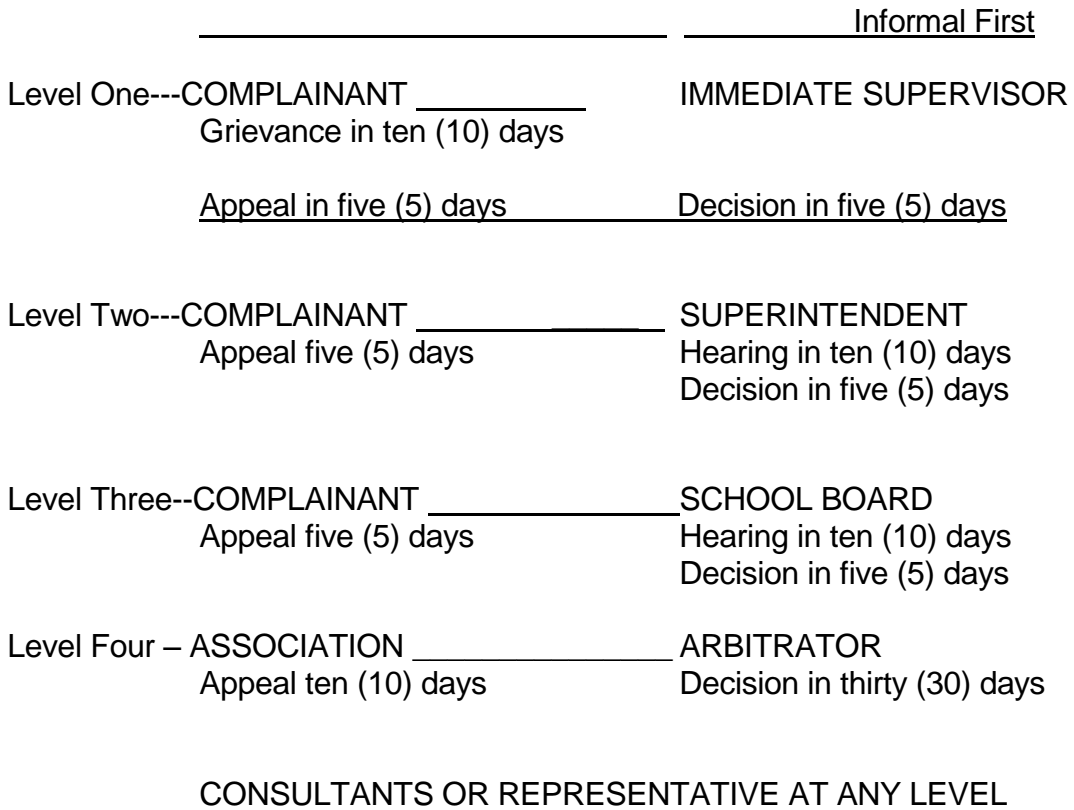 Informal First
Level One---COMPLAINANT __________ IMMEDIATE SUPERVISOR
Grievance in ten (10) days
Appeal in five (5) days Decision in five (5) days
Level Two---COMPLAINANT _______________ SUPERINTENDENT
Appeal five (5) days Hearing in ten (10) days
Decision in five (5) days
Level Three--COMPLAINANT _______________SCHOOL BOARD
Appeal five (5) days Hearing in ten (10) days
Decision in five (5) days
Level Four – ASSOCIATION _______________ ARBITRATOR
Appeal ten (10) days Decision in thirty (30) days
CONSULTANTS OR REPRESENTATIVE AT ANY LEVEL